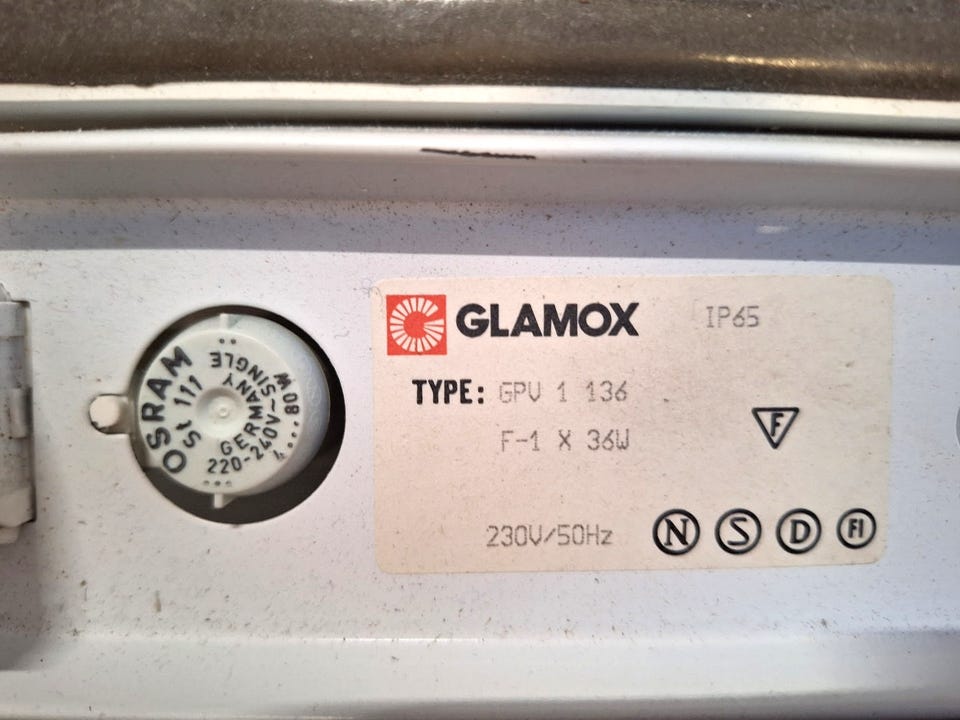 OSRAM
St 111
GERMANY
220-240V~SINGLE
4...80W
GLAMOX IP65
TYPE: GPV 1 136
F-1 X 36W
F
230V/50Hz N S D FI